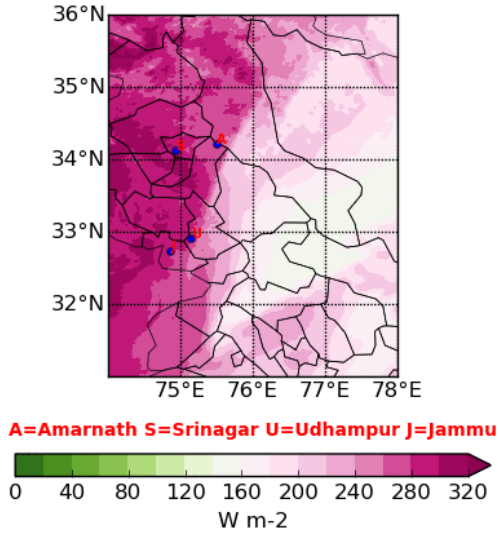 36°N
35°N
A
S
34°N
33°N
U
J
32°N
75°E 76°E 77°E 78°E
A=Amarnath S=Srinagar U=Udhampur J=Jammu
0 40 80 120 160 200 240 280 320
W m-2